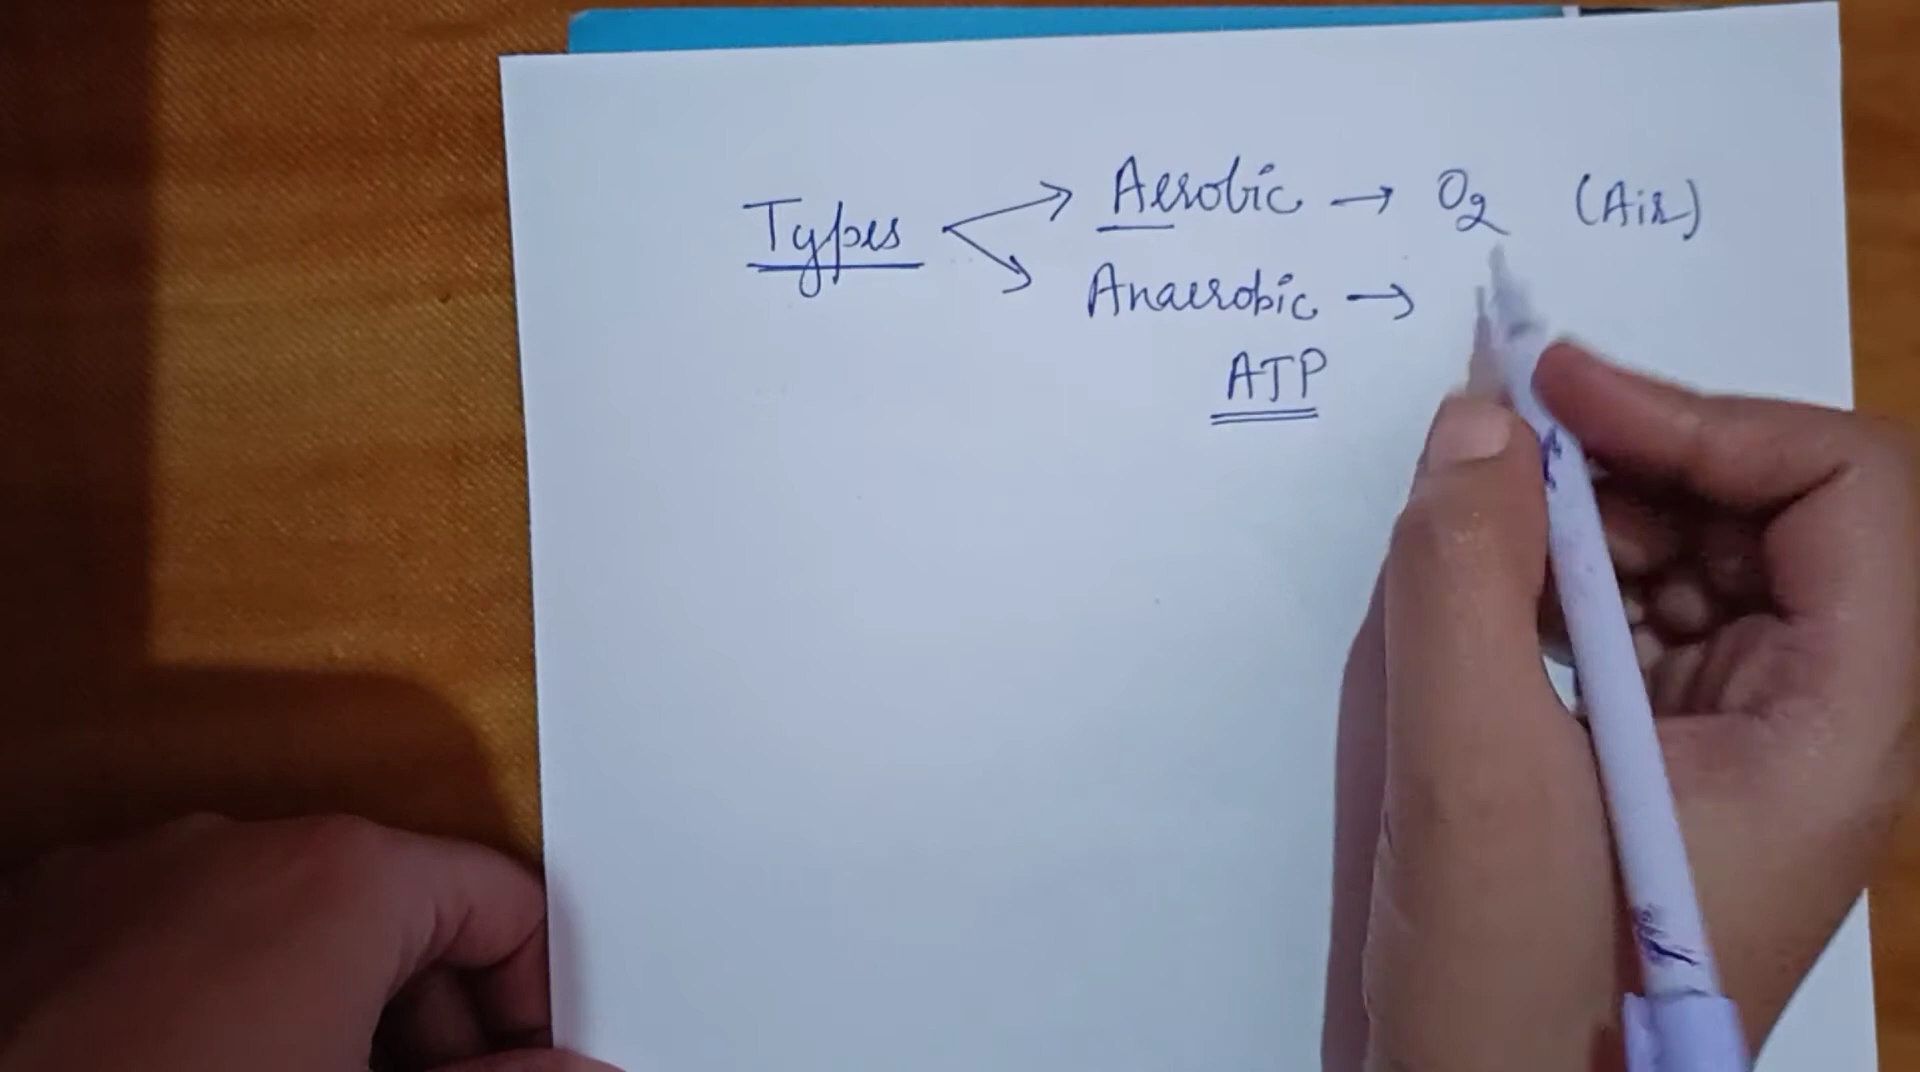 Types → Aerobic → O2 (Air)
→ Anaerobic →
ATP